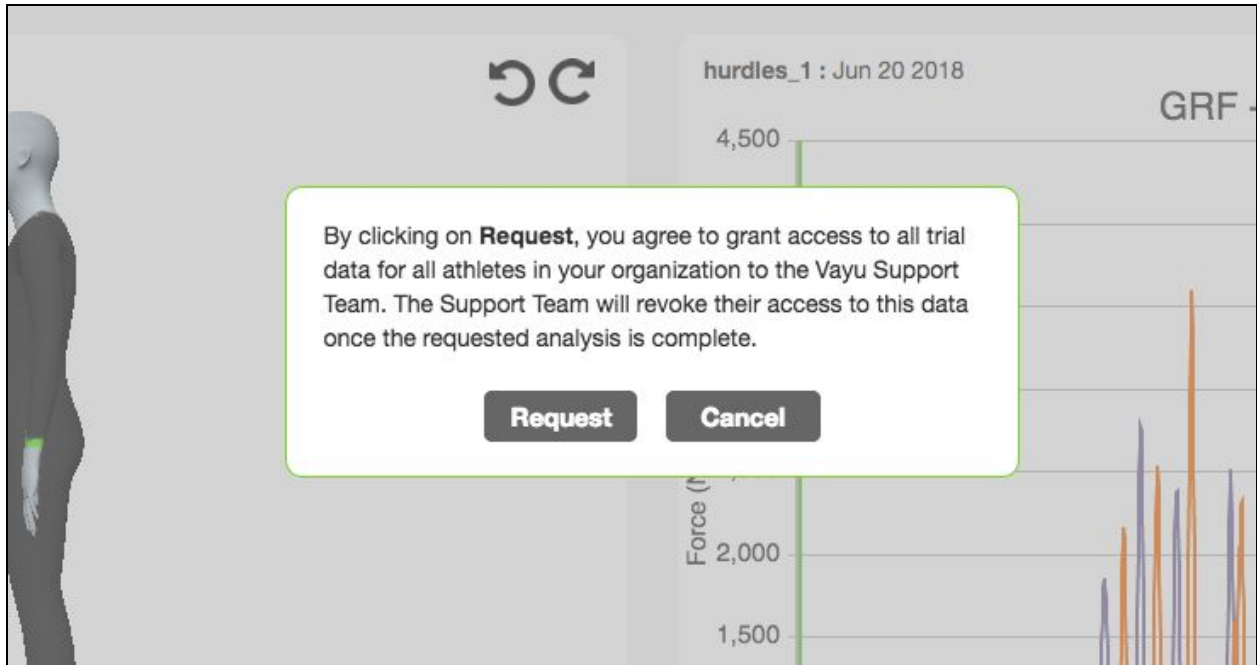 hurdles_1 : Jun 20 2018
GRF -
4,500
By clicking on Request, you agree to grant access to all trial
data for all athletes in your organization to the Vayu Support
Team. The Support Team will revoke their access to this data
once the requested analysis is complete.
Request Cancel
Force
2,000
1,500